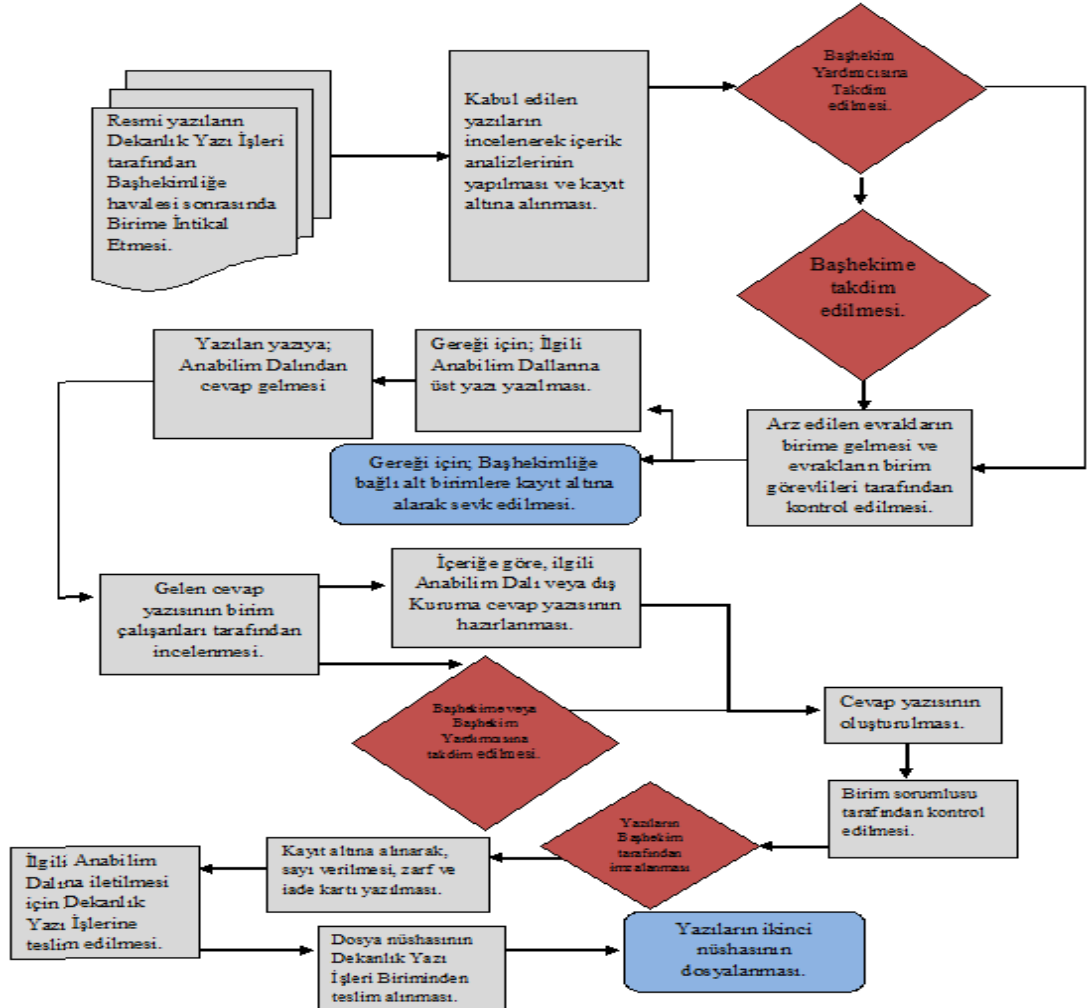 Resmi yazıların
Dekanlık Yazı İşleri
tarafından
Başhekimliğe
havalesi sonrasında
Birime İntikal
Etmesi.
Kabul edilen
yazıların
incelenerek içerik
analizlerinin
yapılması ve kayıt
altına alınması.
Başhekim
Yardımcısına
Takdim
edilmesi.
Başhekime
takdim
edilmesi.
Arz edilen evrakların
birime gelmesi ve
evrakların birim
görevlileri tarafından
kontrol edilmesi.
Gereği için; İlgili
Anabilim Dallarına
üst yazı yazılması.
Yazılan yazıya;
Anabilim Dalından
cevap gelmesi
Gereği için; Başhekimliğe
bağlı alt birimlere kayıt altına
alarak sevk edilmesi.
Gelen cevap
yazısının birim
çalışanları tarafından
incelenmesi.
İçeriğe göre, ilgili
Anabilim Dalı veya dış
Kuruma cevap yazısının
hazırlanması.
Başhekime veya
Başhekim
Yardımcısına
takdim edilmesi.
Cevap yazısının
oluşturulması.
Birim sorumlusu
tarafından kontrol
edilmesi.
Yazıların
Başhekim
tarafından
imzalanması
Kayıt altına alınarak,
sayı verilmesi, zarf ve
iade kartı yazılması.
İlgili Anabilim
Dalına iletilmesi
için Dekanlık
Yazı İşlerine
teslim edilmesi.
Dosya nüshasının
Dekanlık Yazı
İşleri Biriminden
teslim alınması.
Yazıların ikinci
nüshasının
dosyalanması.